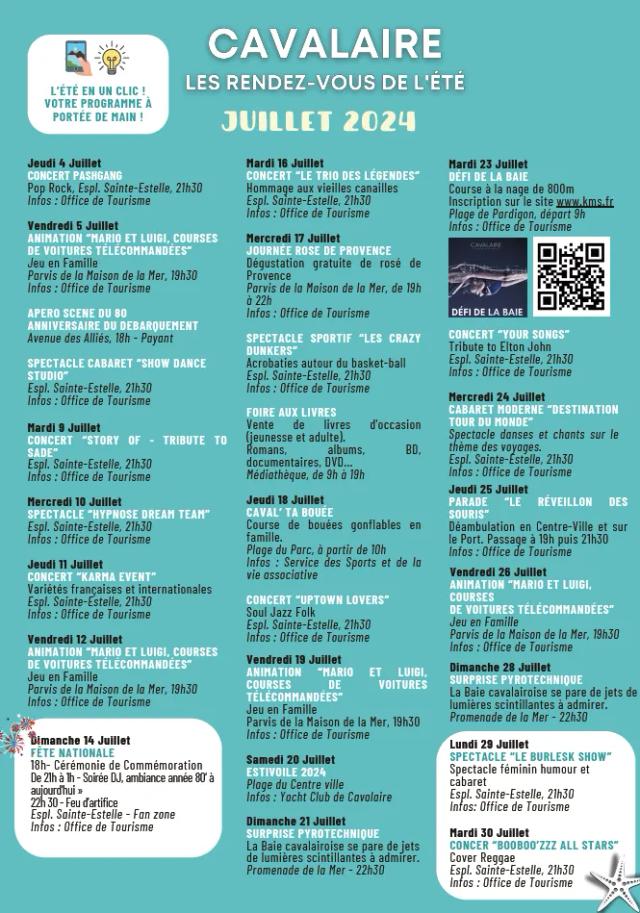 CAVALAIRE
LES RENDEZ-VOUS DE L'ÉTÉ
JUILLET 2024
L'ÉTÉ EN UN CLIC !
VOTRE PROGRAMME À
PORTÉE DE MAIN !
Jeudi 4 Juillet
CONCERT PASHGANG
Pop Rock, Espl. Sainte-Estelle, 21h30
Infos : Office de Tourisme
Vendredi 5 Juillet
ANIMATION "MARIO ET LUIGI, COURSES
DE VOITURES TÉLÉCOMMANDÉES"
Jeu en Famille
Parvis de la Maison de la Mer, 19h30
Infos : Office de Tourisme
APERO SCENE DU 80
ANNIVERSAIRE DU DEBARQUEMENT
Avenue des Alliés, 18h - Payant
SPECTACLE CABARET "SHOW DANCE
STUDIO"
Espl. Sainte-Estelle, 21h30
Infos : Office de Tourisme
Mardi 9 Juillet
CONCERT "STORY OF - TRIBUTE TO
SADE"
Espl. Sainte-Estelle, 21h30
Infos : Office de Tourisme
Mercredi 10 Juillet
SPECTACLE "HYPNOSE DREAM TEAM"
Espl. Sainte-Estelle, 21h30
Infos : Office de Tourisme
Jeudi 11 Juillet
CONCERT "KARMA EVENT"
Variétés françaises et internationales
Espl. Sainte-Estelle, 21h30
Infos : Office de Tourisme
Vendredi 12 Juillet
ANIMATION "MARIO ET LUIGI, COURSES
DE VOITURES TÉLÉCOMMANDÉES"
Jeu en Famille
Parvis de la Maison de la Mer, 19h30
Infos : Office de Tourisme
Dimanche 14 Juillet
FÊTE NATIONALE
18h- Cérémonie de Commémoration
De 21h à 1h - Soirée DJ, ambiance année 80' à
aujourd'hui »
22h 30 - Feu d'artifice
Espl. Sainte-Estelle - Fan zone
Infos : Office de Tourisme
Mardi 16 Juillet
CONCERT "LE TRIO DES LÉGENDES"
Hommage aux vieilles canailles
Espl. Sainte-Estelle, 21h30
Infos : Office de Tourisme
Mercredi 17 Juillet
JOURNÉE ROSE DE PROVENCE
Dégustation gratuite de rosé de
Provence
Parvis de la Maison de la Mer, de 19h
à 22h
Infos : Office de Tourisme
SPECTACLE SPORTIF "LES CRAZY
DUNKERS"
Acrobaties autour du basket-ball
Espl. Sainte-Estelle, 21h30
Infos : Office de Tourisme
FOIRE AUX LIVRES
Vente de livres d'occasion
(jeunesse et adulte).
Romans, albums, BD,
documentaires, DVD...
Médiathèque, de 9h à 19h
Jeudi 18 Juillet
CAVAL' TA BOUÉE
Course de bouées gonflables en
famille.
Plage du Parc, à partir de 10h
Infos : Service des Sports et de la
vie associative
CONCERT "UPTOWN LOVERS"
Soul Jazz Folk
Espl. Sainte-Estelle, 21h30
Infos : Office de Tourisme
Vendredi 19 Juillet
ANIMATION "MARIO ET LUIGI,
COURSES DE VOITURES
TÉLÉCOMMANDÉES"
Jeu en Famille
Parvis de la Maison de la Mer, 19h30
Infos : Office de Tourisme
Samedi 20 Juillet
ESTIVOILE 2024
Plage du Centre ville
Infos : Yacht Club de Cavalaire
Dimanche 21 Juillet
SURPRISE PYROTECHNIQUE
La Baie cavalairoise se pare de jets
de lumières scintillantes à admirer.
Promenade de la Mer - 22h30
Mardi 23 Juillet
DÉFI DE LA BAIE
Course à la nage de 800m
Inscription sur le site www.kms.fr
Plage de Pardigon, départ 9h
Infos : Office de Tourisme
CAVALAIRE
DÉFI DE LA BAIE
CONCERT "YOUR SONGS"
Tribute to Elton John
Espl. Sainte-Estelle, 21h30
Infos : Office de Tourisme
Mercredi 24 Juillet
CABARET MODERNE "DESTINATION
TOUR DU MONDE"
Spectacle danses et chants sur le
thème des voyages.
Espl. Sainte-Estelle, 21h30
Infos : Office de Tourisme
Jeudi 25 Juillet
PARADE "LE RÉVEILLON DES
SOURIS"
Déambulation en Centre-Ville et sur
le Port. Passage à 19h puis 21h30
Infos : Office de Tourisme
Vendredi 26 Juillet
ANIMATION "MARIO ET LUIGI,
COURSES
DE VOITURES TÉLÉCOMMANDÉES"
Jeu en Famille
Parvis de la Maison de la Mer, 19h30
Infos : Office de Tourisme
Dimanche 28 Juillet
SURPRISE PYROTECHNIQUE
La Baie cavalairoise se pare de jets de
lumières scintillantes à admirer.
Promenade de la Mer - 22h30
Lundi 29 Juillet
SPECTACLE "LE BURLESK SHOW"
Spectacle féminin humour et
cabaret
Espl. Sainte-Estelle, 21h30
Infos: Office de Tourisme
Mardi 30 Juillet
CONCER "BOOBOO'ZZZ ALL STARS"
Cover Reggae
Espl. Sainte-Estelle, 21h30
Infos : Office de Tourisme